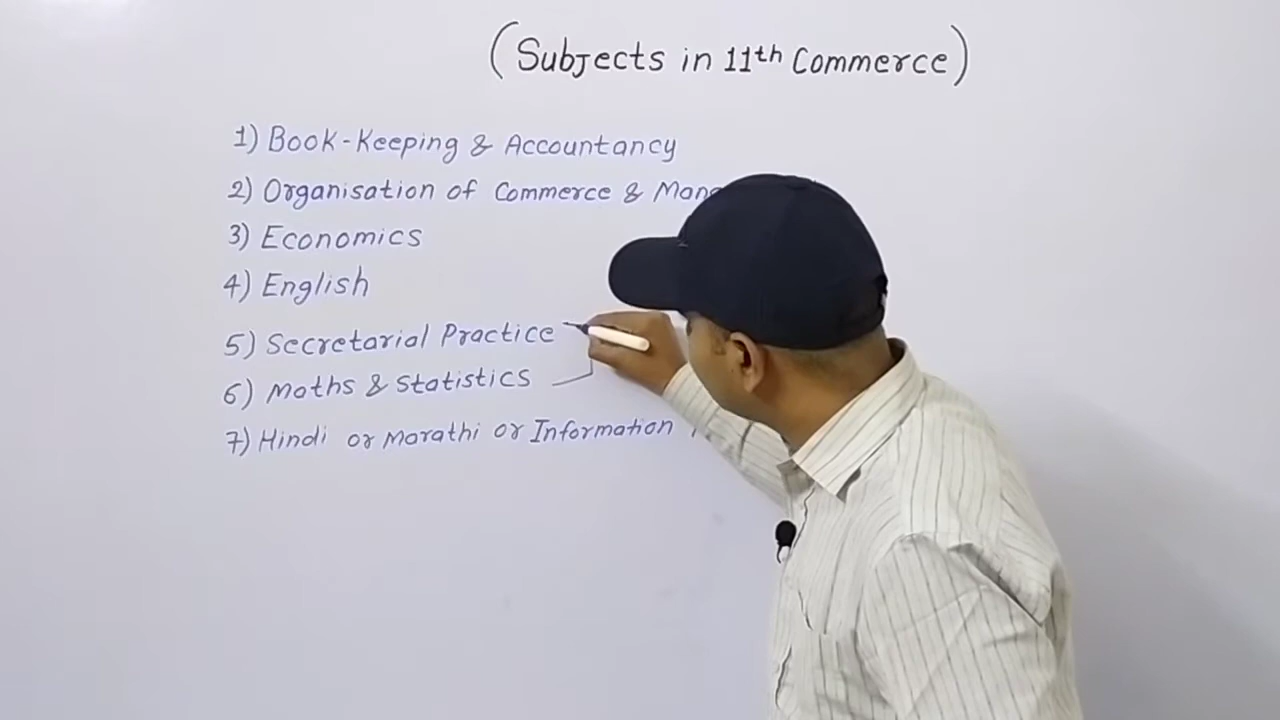 (Subjects in 11th Commerce)
1) Book-Keeping & Accountancy
2) Organisation of Commerce &
3) Economics
4) English
5) Secretarial Practice
6) Maths & Statistics
7) Hindi or Marathi or Information